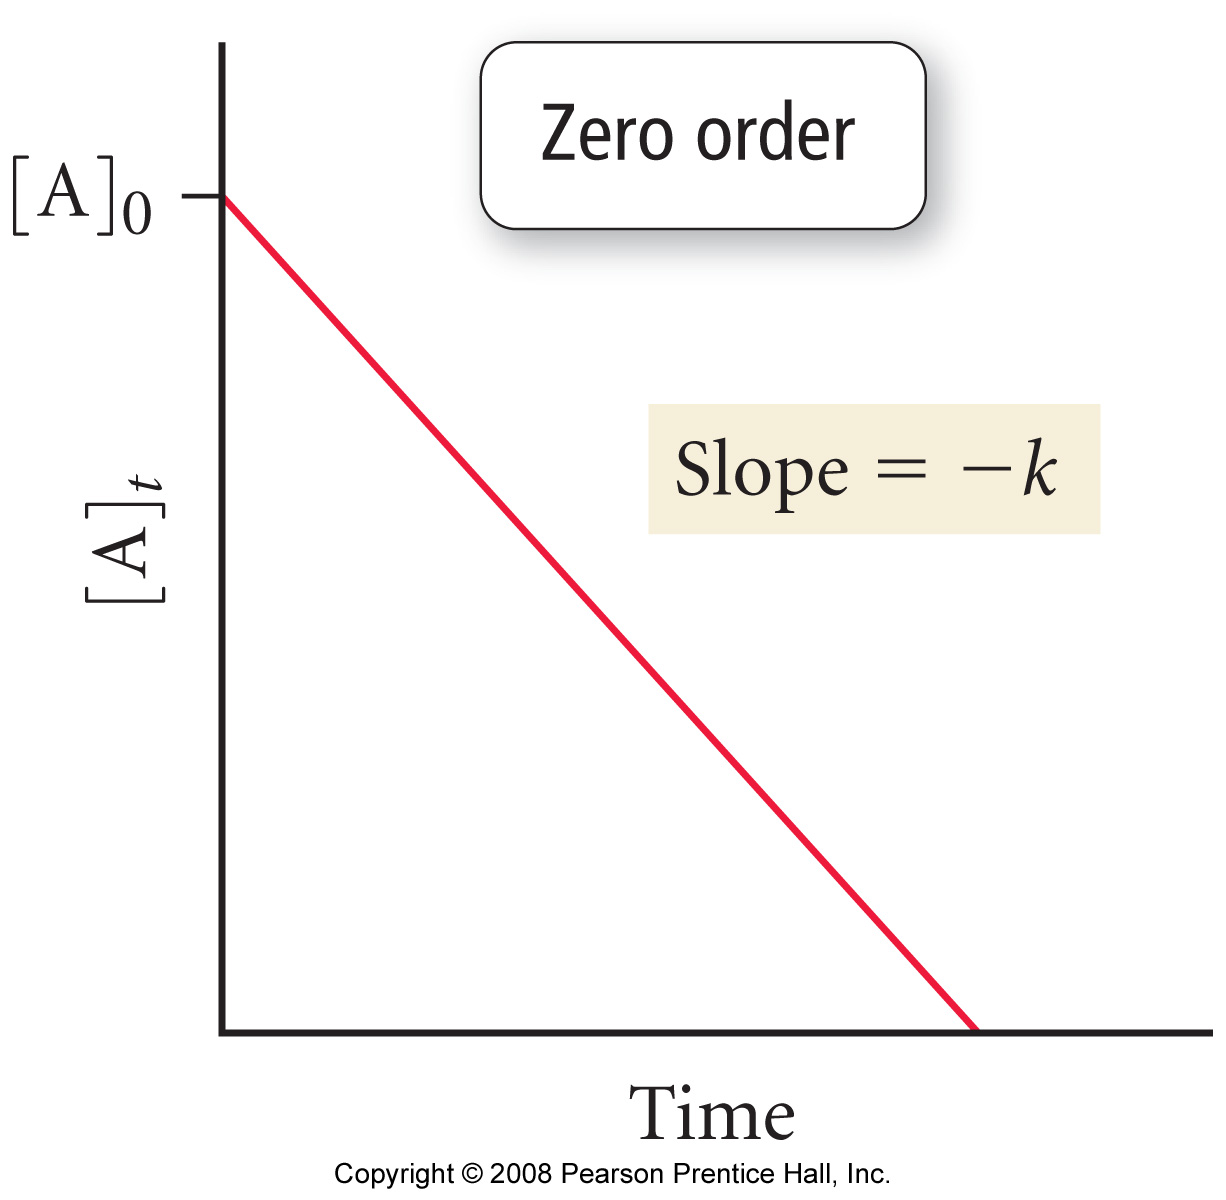 Zero order
[A]₀
Slope = −k
[A]ₜ
Time
Copyright © 2008 Pearson Prentice Hall, Inc.